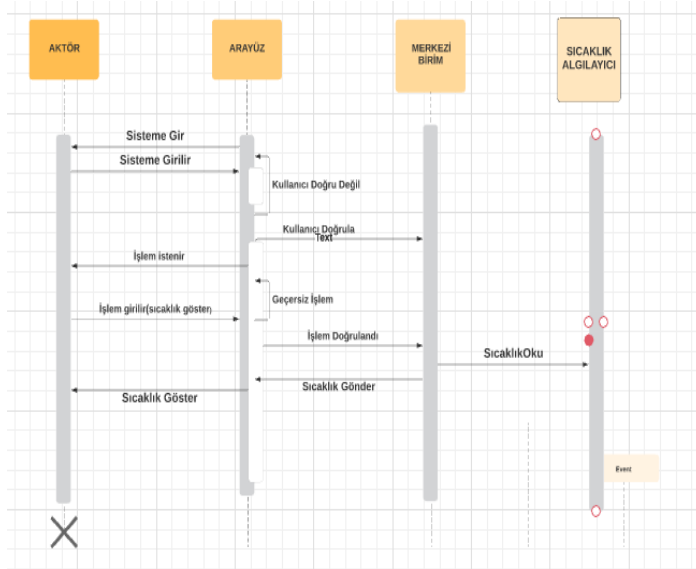 AKTÖR
ARAYÜZ
MERKEZİ
BİRİM
SICAKLIK
ALGILAYICI
Sisteme Gir
Sisteme Girilir
Kullanıcı Doğru Değil
Kullanıcı Doğrula
Text
İşlem istenir
Geçersiz İşlem
İşlem girilir(sıcaklık göster)
İşlem Doğrulandı
SıcaklıkOku
Sıcaklık Gönder
Sıcaklık Göster
Event